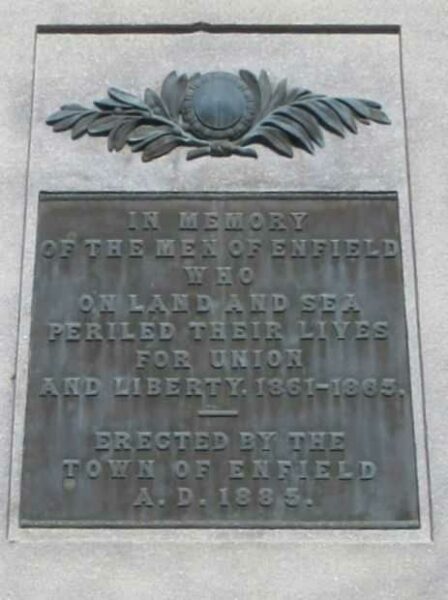 IN MEMORY
OF THE MEN OF ENFIELD
WHO
ON LAND AND SEA
PERILED THEIR LIVES
FOR UNION
AND LIBERTY. 1861-1865.
ERECTED BY THE
TOWN OF ENFIELD
A. D. 1885.